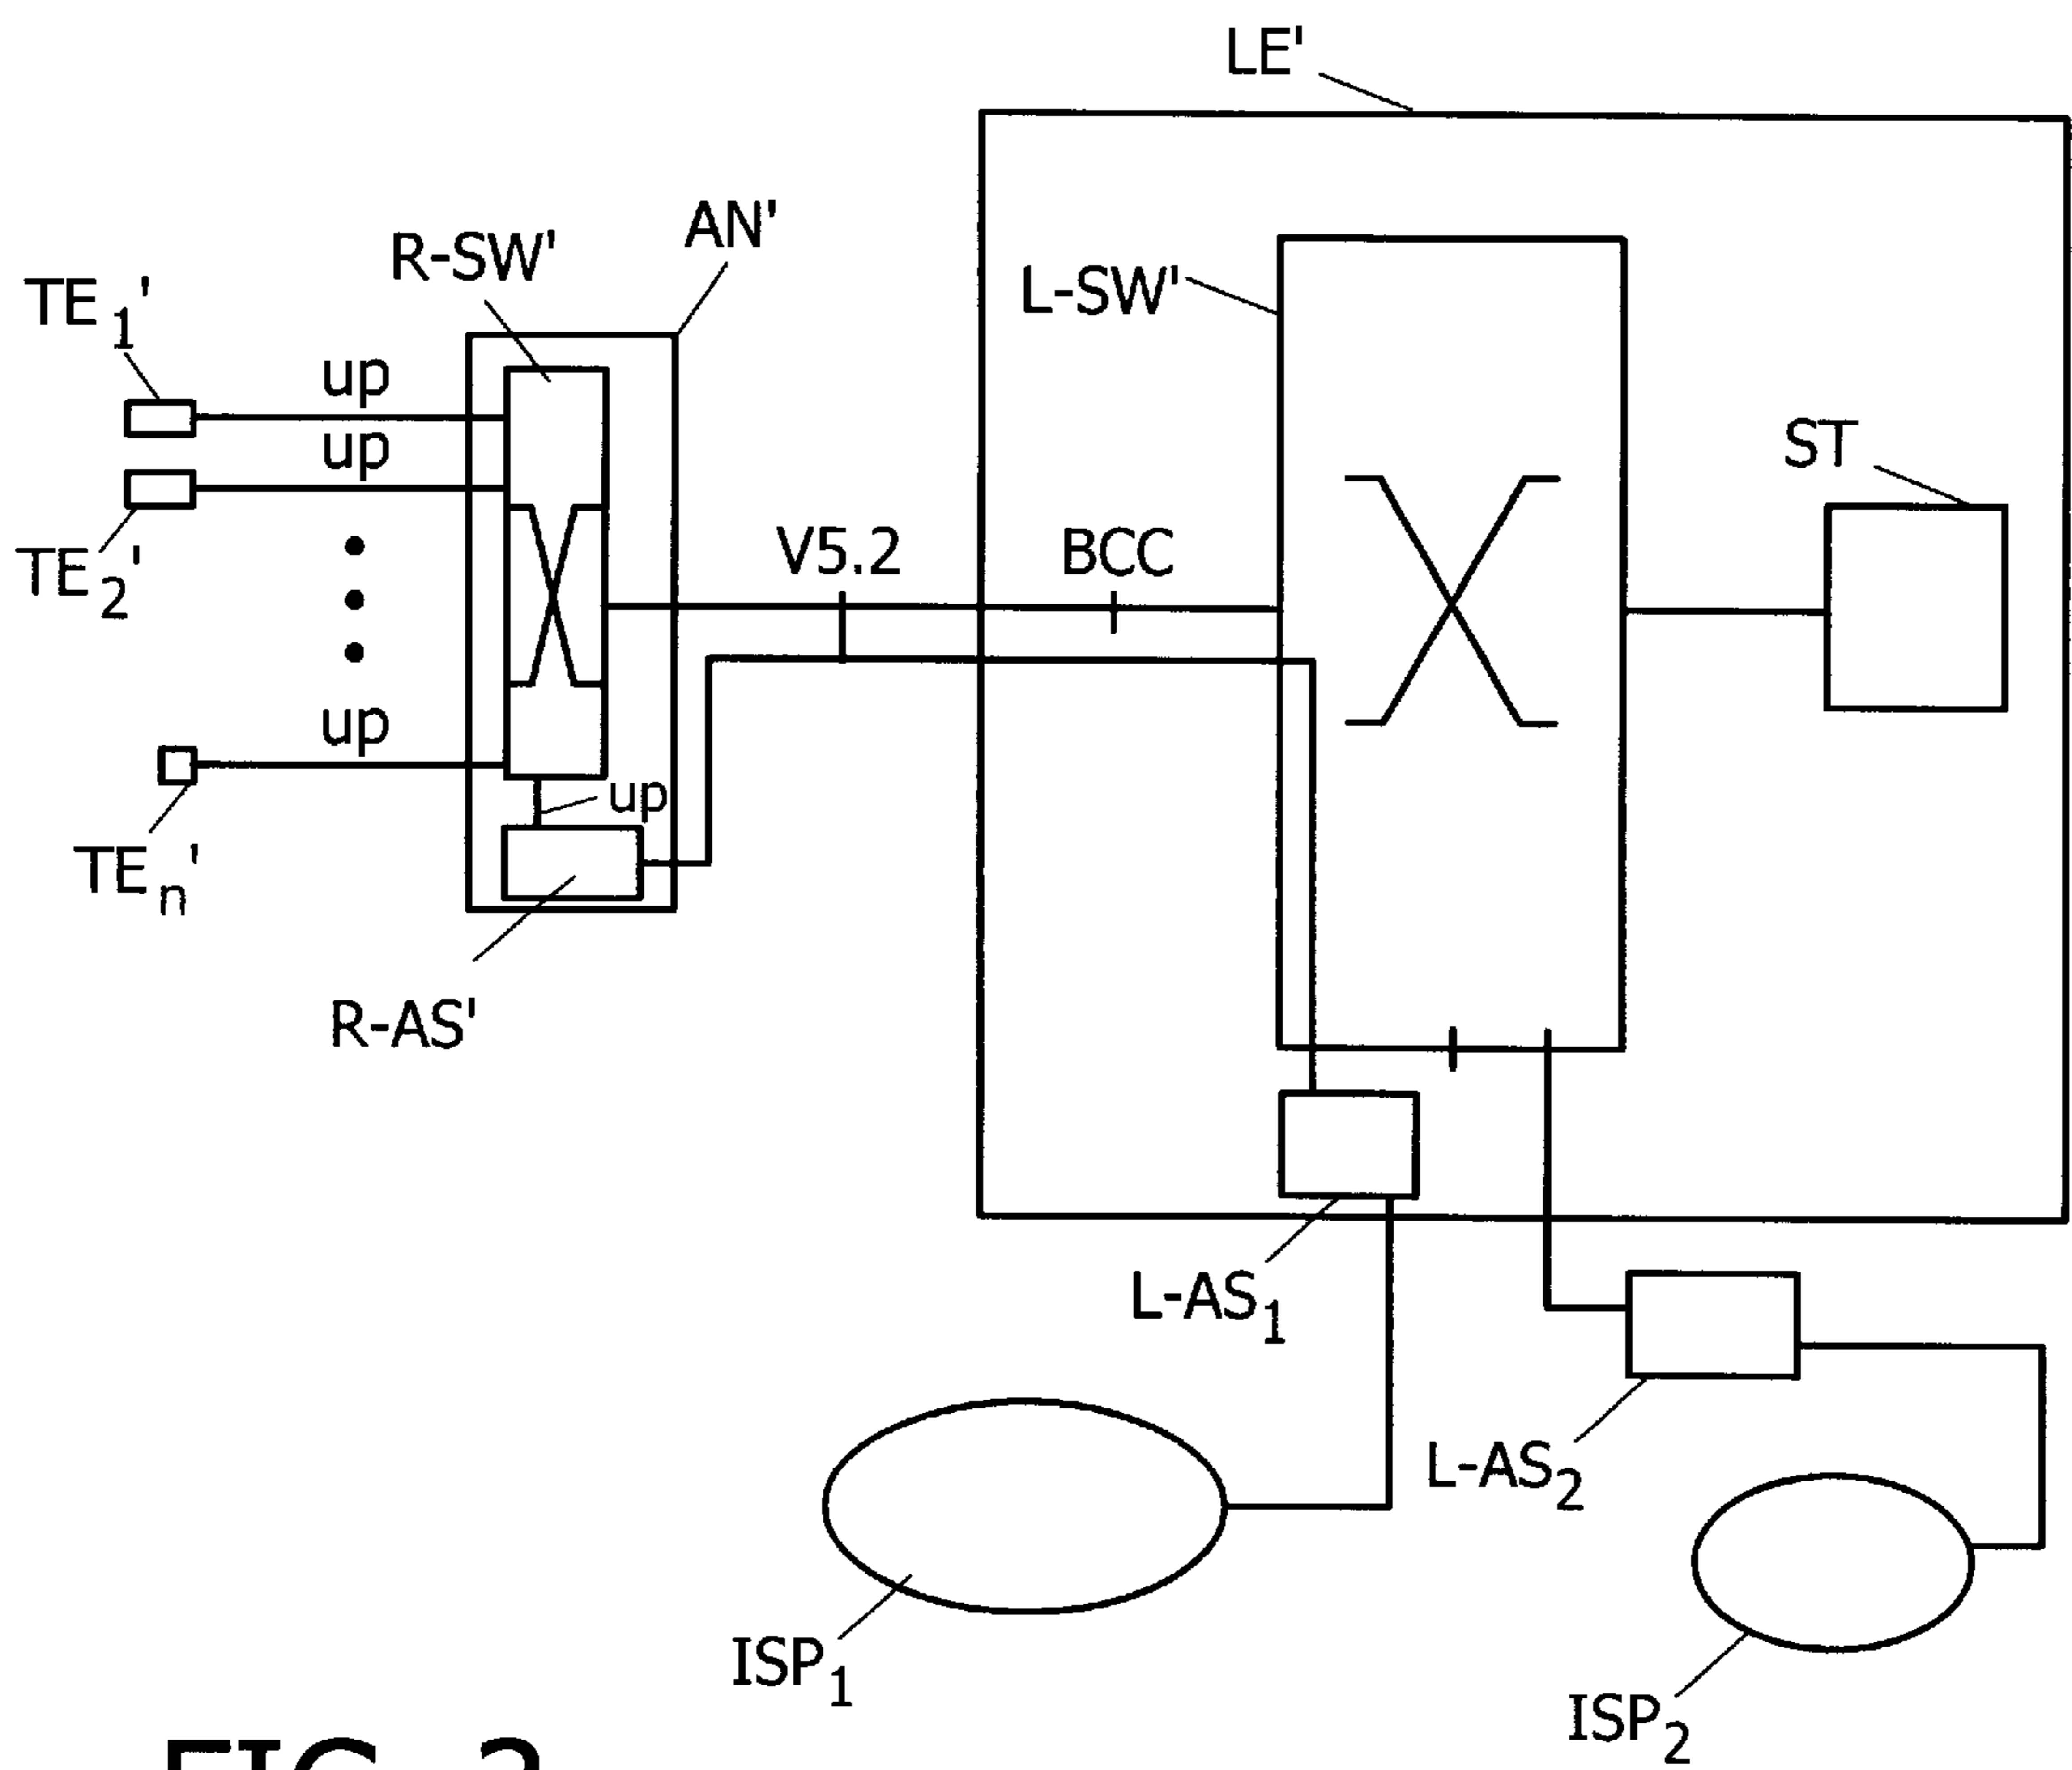 LE'
AN'
R-SW'
L-SW'
TE1'
up
up
ST
V5.2
BCC
TE2'
up
up
TEn'
R-AS'
L-AS1
L-AS2
ISP1
ISP2